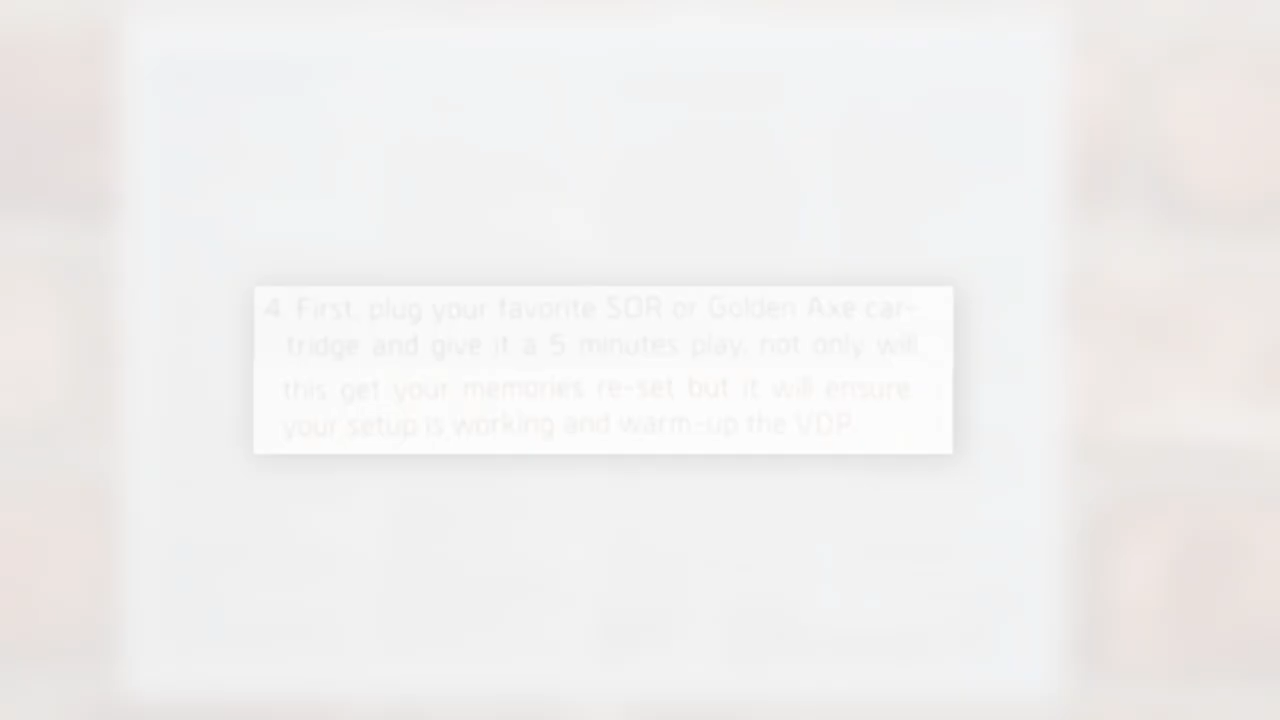 4. First, plug your favorite SOR or Golden Axe car-
tridge and give it a 5 minutes play, not only will
this get your memories re-set but it will ensure
your setup is working and warm-up the VDP.